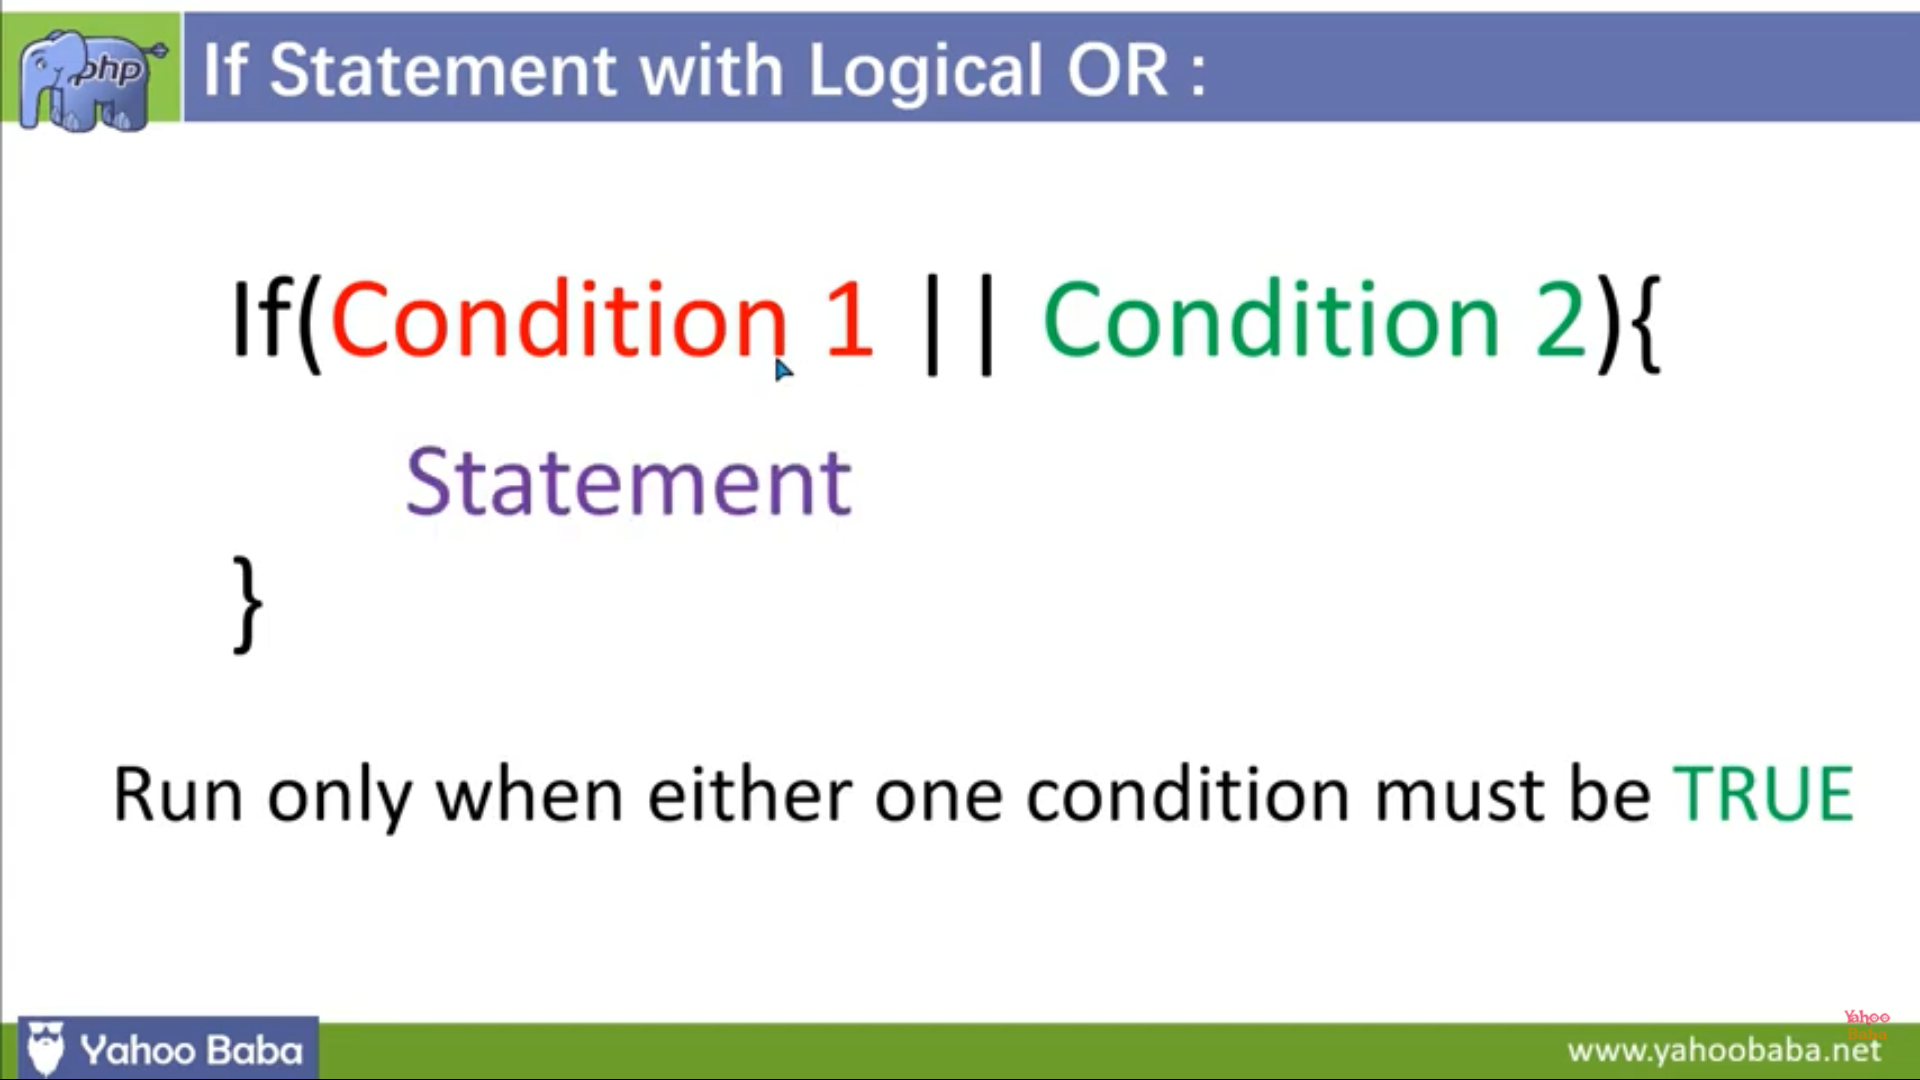 php
If Statement with Logical OR :
If(Condition 1 || Condition 2){
Statement
}
Run only when either one condition must be TRUE
Yahoo
Baba
Yahoo Baba
www.yahoobaba.net